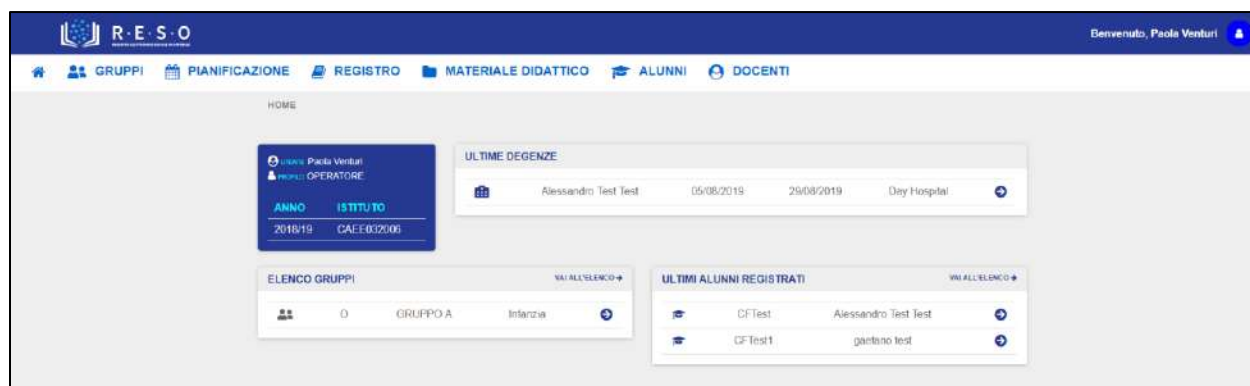 R·E·S·O
Benvenuto, Paola Venturi
GRUPPI PIANIFICAZIONE REGISTRO MATERIALE DIDATTICO ALUNNI DOCENTI
HOME
UTENTE Paola Venturi
PROFILO OPERATORE
ANNO ISTITUTO
2018/19 CAEE032006
ULTIME DEGENZE
Alessandro Test Test 05/08/2019 29/08/2019 Day Hospital
ELENCO GRUPPI VAI ALL'ELENCO
0 GRUPPO A Infanzia
ULTIMI ALUNNI REGISTRATI VAI ALL'ELENCO
CFTest Alessandro Test Test
CFTest1 gaetano test